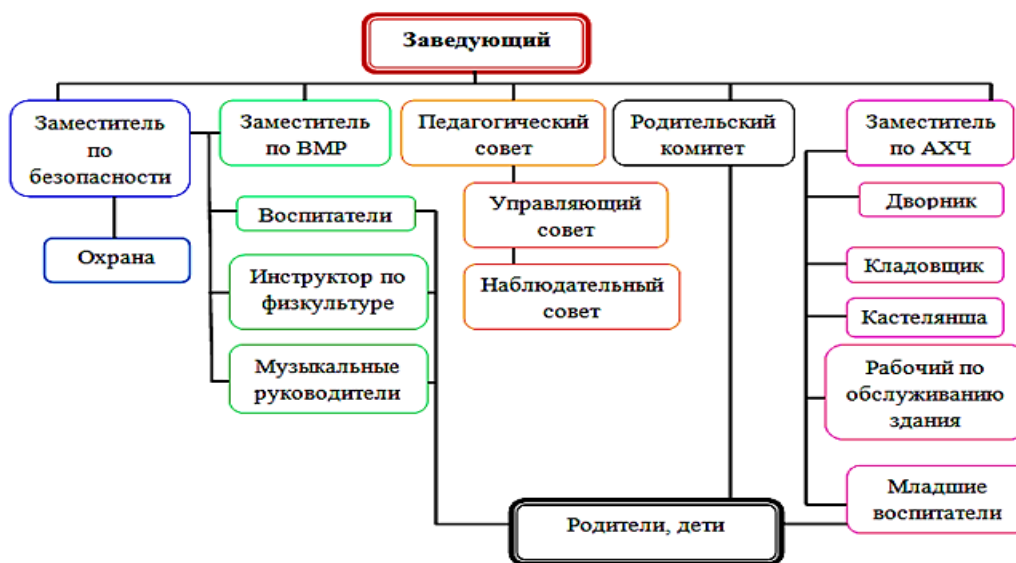 Заведующий
Заместитель
по
безопасности
Заместитель
по ВМР
Педагогический
совет
Родительский
комитет
Заместитель
по АХЧ
Охрана
Воспитатели
Инструктор по
физкультуре
Музыкальные
руководители
Управляющий
совет
Наблюдательный
совет
Дворник
Кладовщик
Кастелянша
Рабочий по
обслуживанию
здания
Младшие
воспитатели
Родители, дети